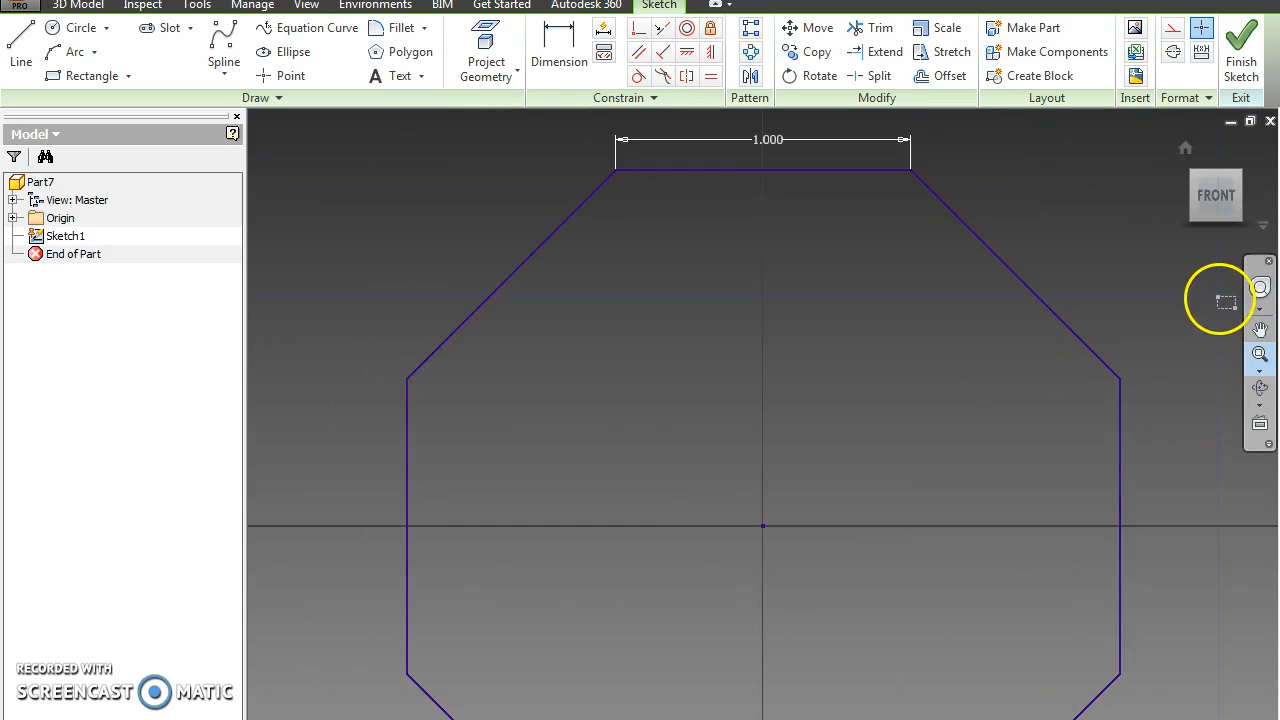 PRO 3D Model Inspect Tools Manage View Environments BIM Get Started Autodesk 360 Sketch
Line
Circle
Arc
Rectangle
Slot
Spline
Equation Curve
Ellipse
Point
Fillet
Polygon
A Text
Project
Geometry
Dimension
Move
Copy
Rotate
Trim
Extend
Split
Scale
Stretch
Offset
Make Part
Make Components
Create Block
Finish
Sketch
Draw
Constrain
Pattern
Modify
Layout
Insert
Format
Exit
Model
Part7
View: Master
Origin
Sketch1
End of Part
1.000
FRONT
RECORDED WITH
SCREENCAST MATIC